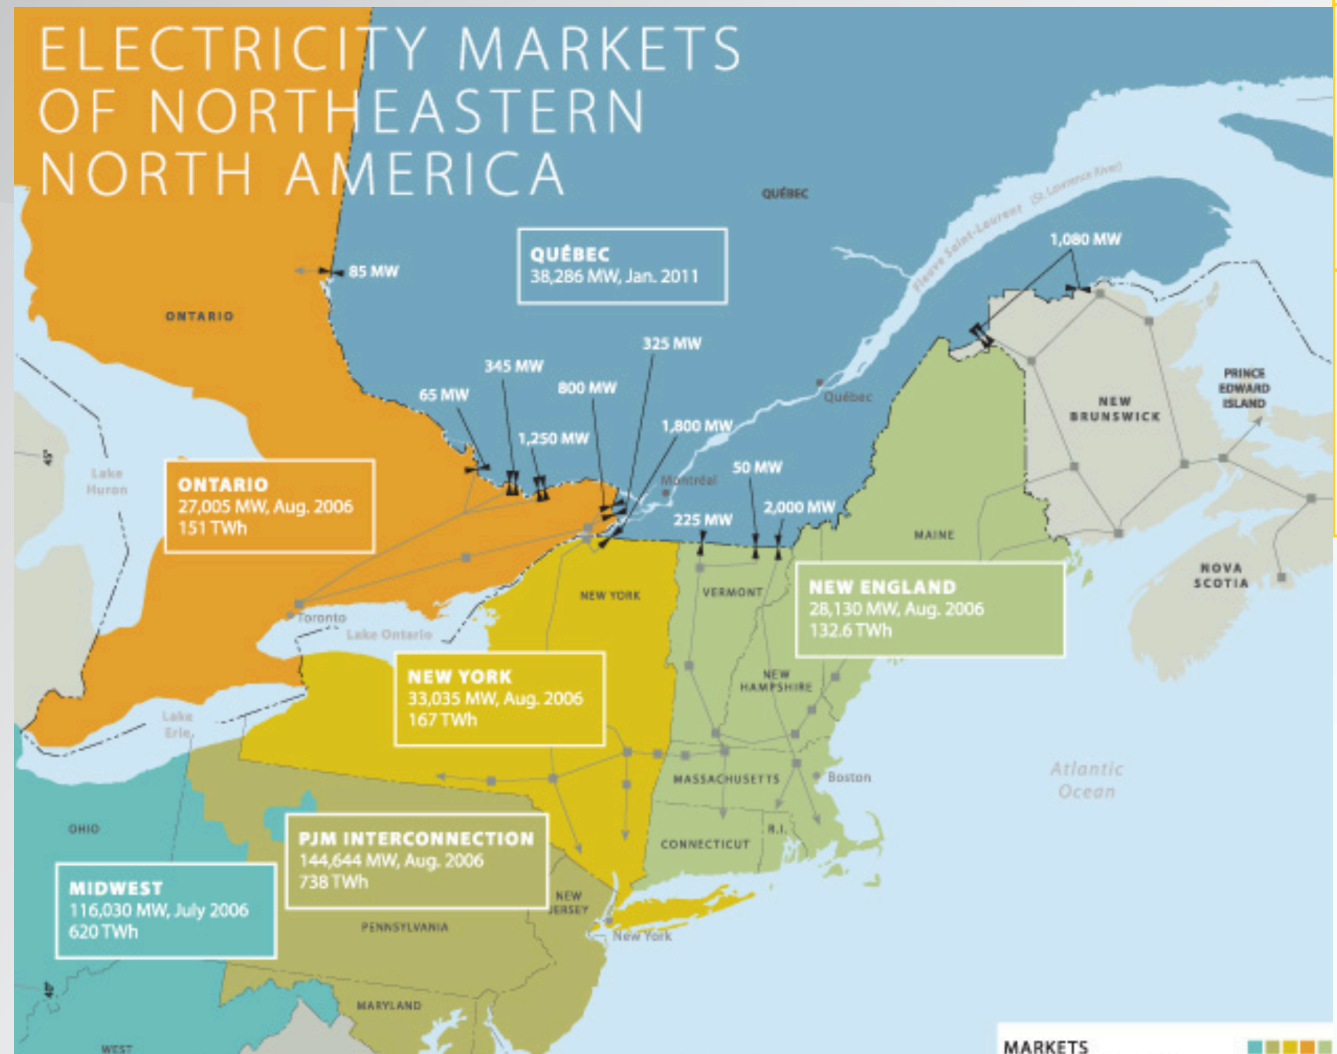 ELECTRICITY MARKETS
OF NORTHEASTERN
NORTH AMERICA
QUÉBEC
Fleuve Saint-Laurent (St. Lawrence River)
1,080 MW
QUÉBEC
38,286 MW, Jan. 2011
85 MW
ONTARIO
325 MW
345 MW
800 MW
65 MW
1,250 MW
1,800 MW
Québec
PRINCE
EDWARD
ISLAND
NEW
BRUNSWICK
45°
Lake
Huron
50 MW
Montréal
2,000 MW
225 MW
ONTARIO
27,005 MW, Aug. 2006
151 TWh
MAINE
NOVA
SCOTIA
NEW YORK
VERMONT
NEW ENGLAND
28,130 MW, Aug. 2006
132.6 TWh
Toronto
Lake Ontario
NEW YORK
33,035 MW, Aug. 2006
167 TWh
NEW
HAMPSHIRE
Lake
Erie
MASSACHUSETTS
Boston
Atlantic
Ocean
OHIO
PJM INTERCONNECTION
144,644 MW, Aug. 2006
738 TWh
R.I.
CONNECTICUT
MIDWEST
116,030 MW, July 2006
620 TWh
NEW
JERSEY
PENNSYLVANIA
New York
40°
MARYLAND
WEST
MARKETS